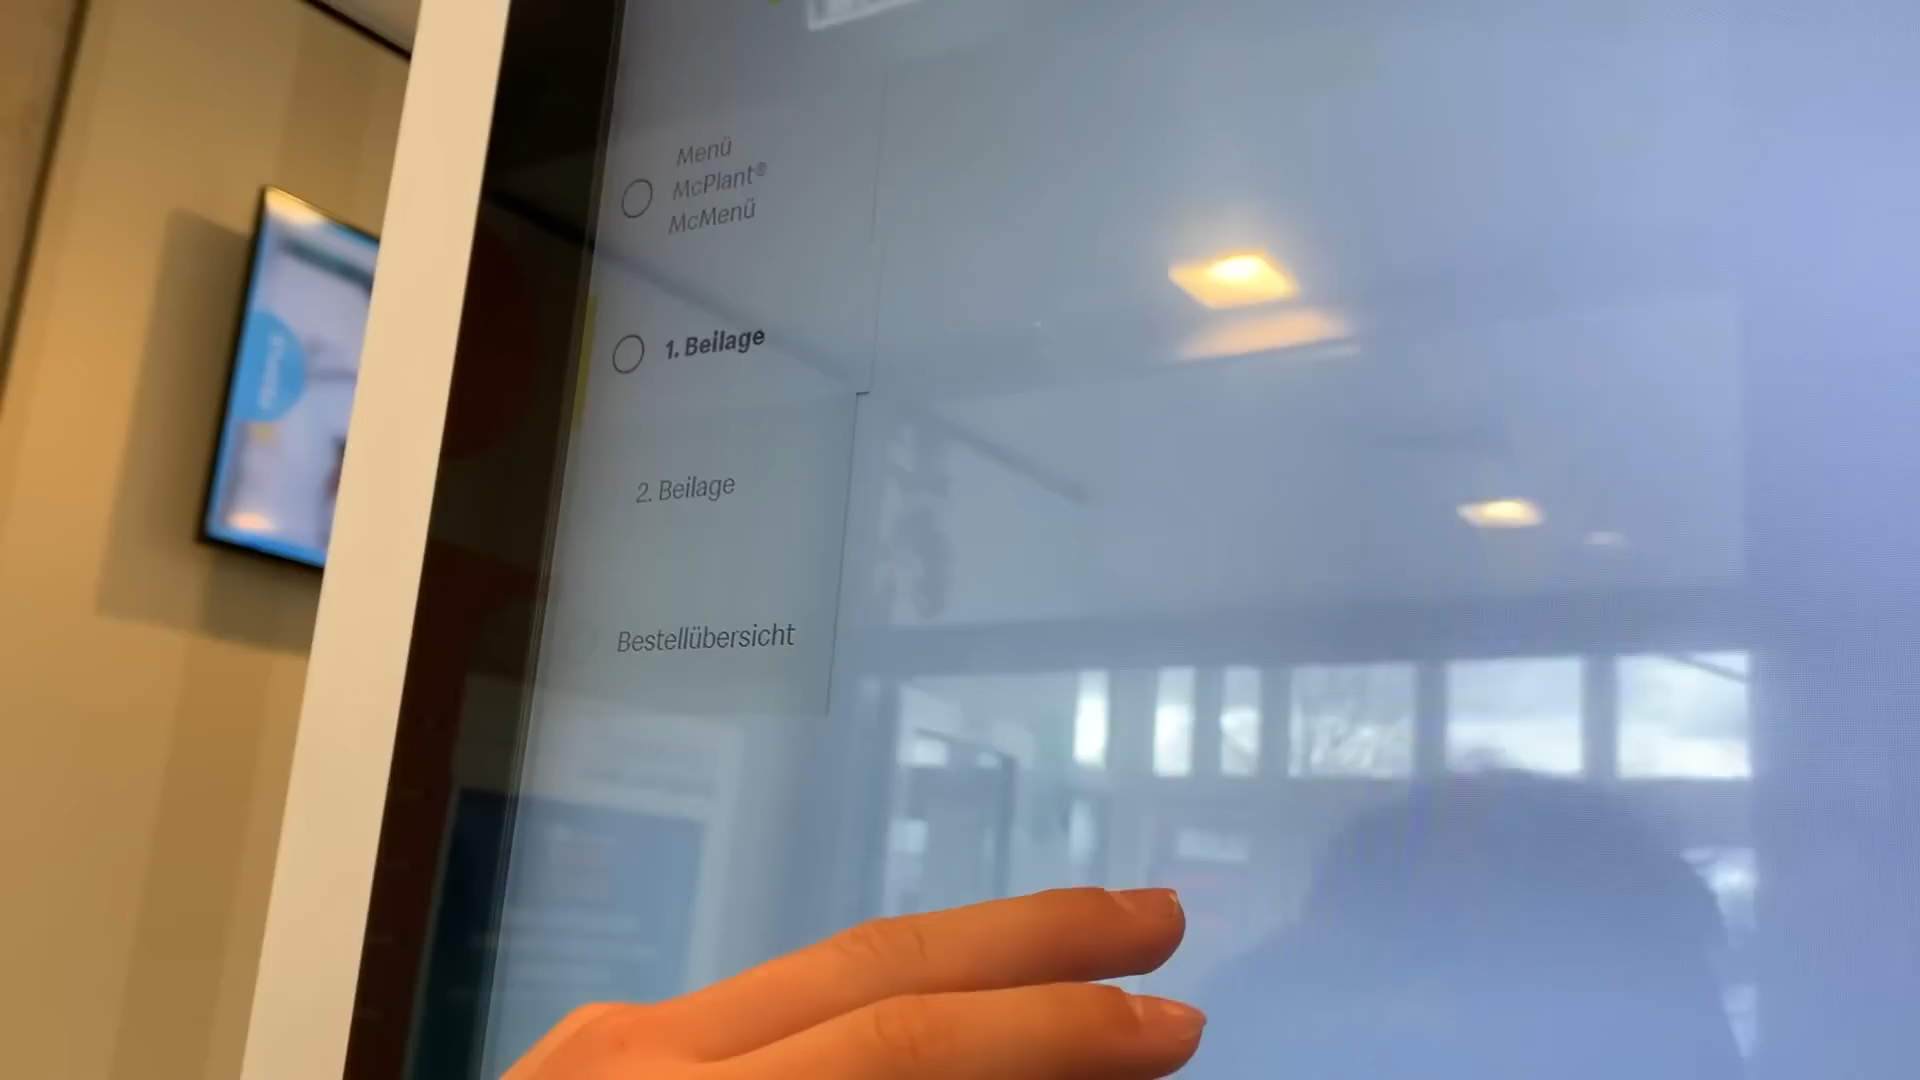 Menü
McPlant®
McMenü
1. Beilage
2. Beilage
Bestellübersicht